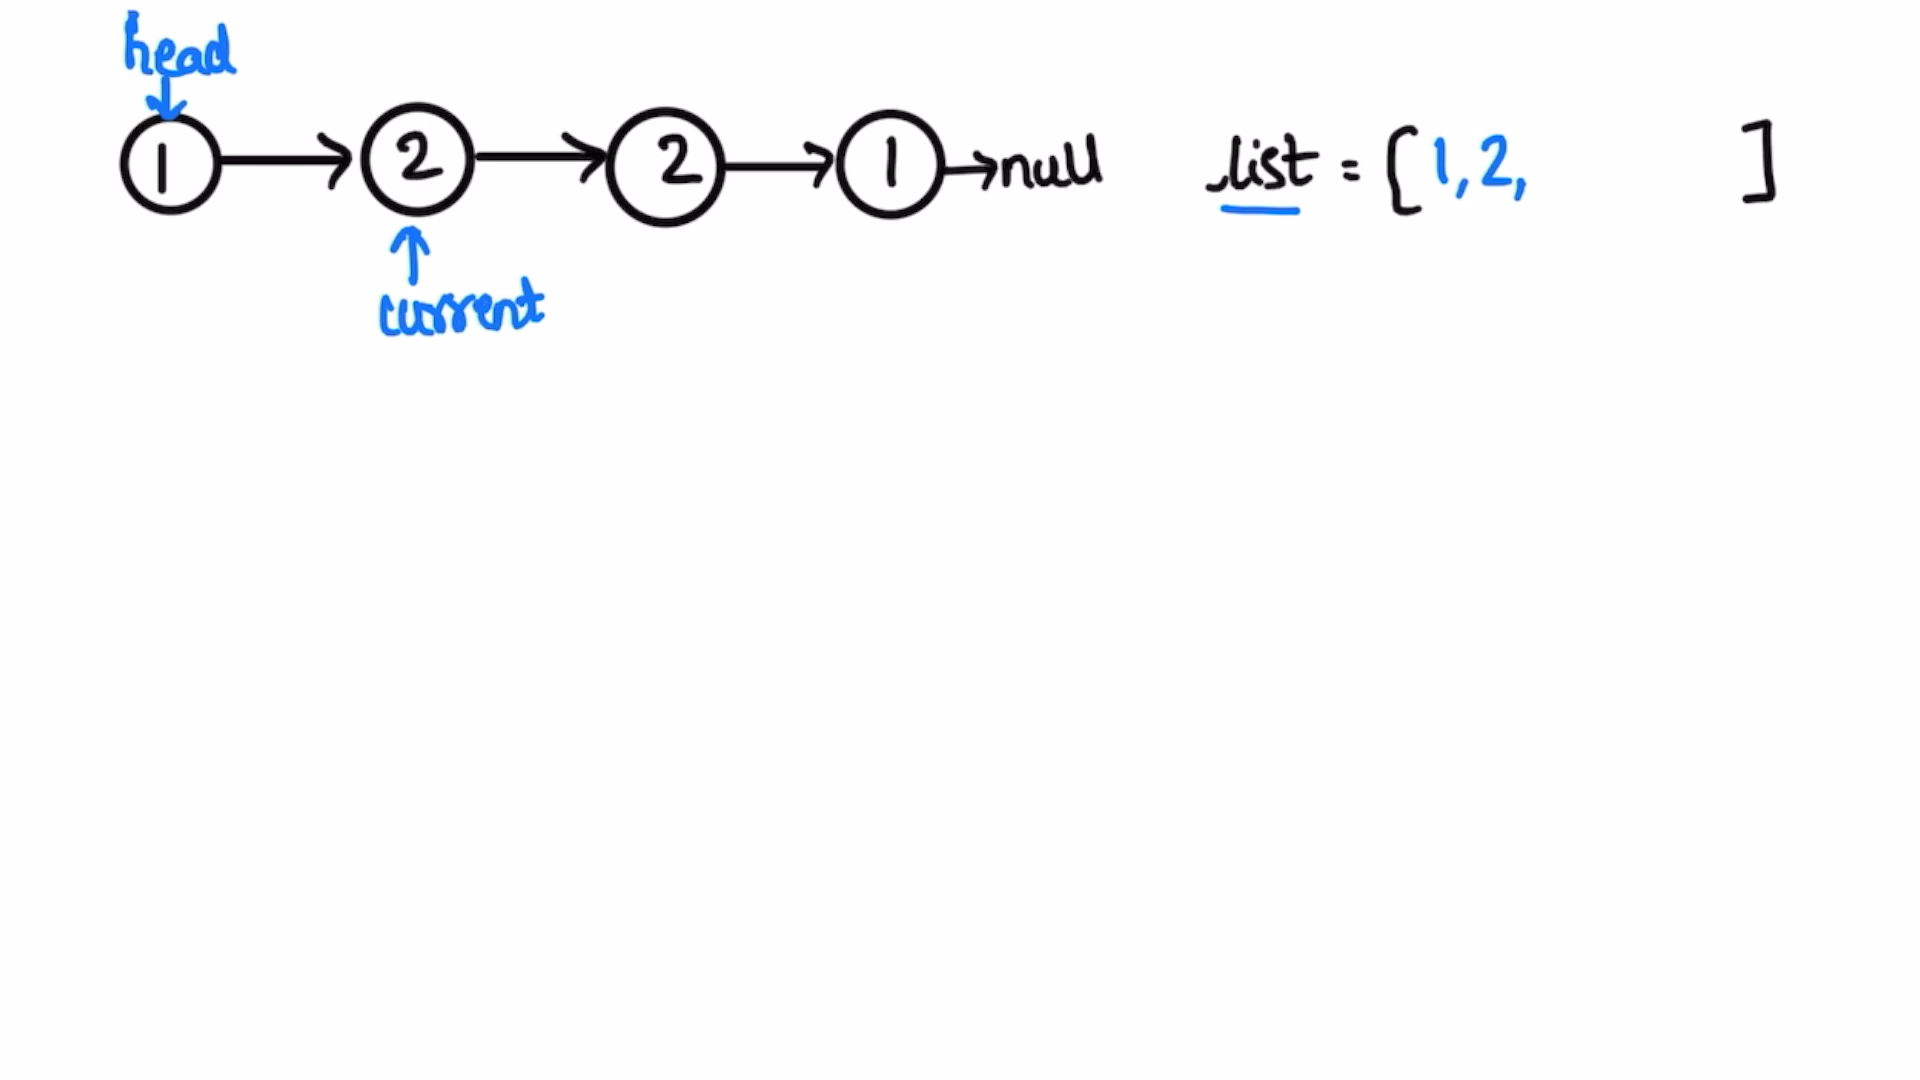 head
1 → 2 → 2 → 1 → null list = [ 1, 2, ]
current